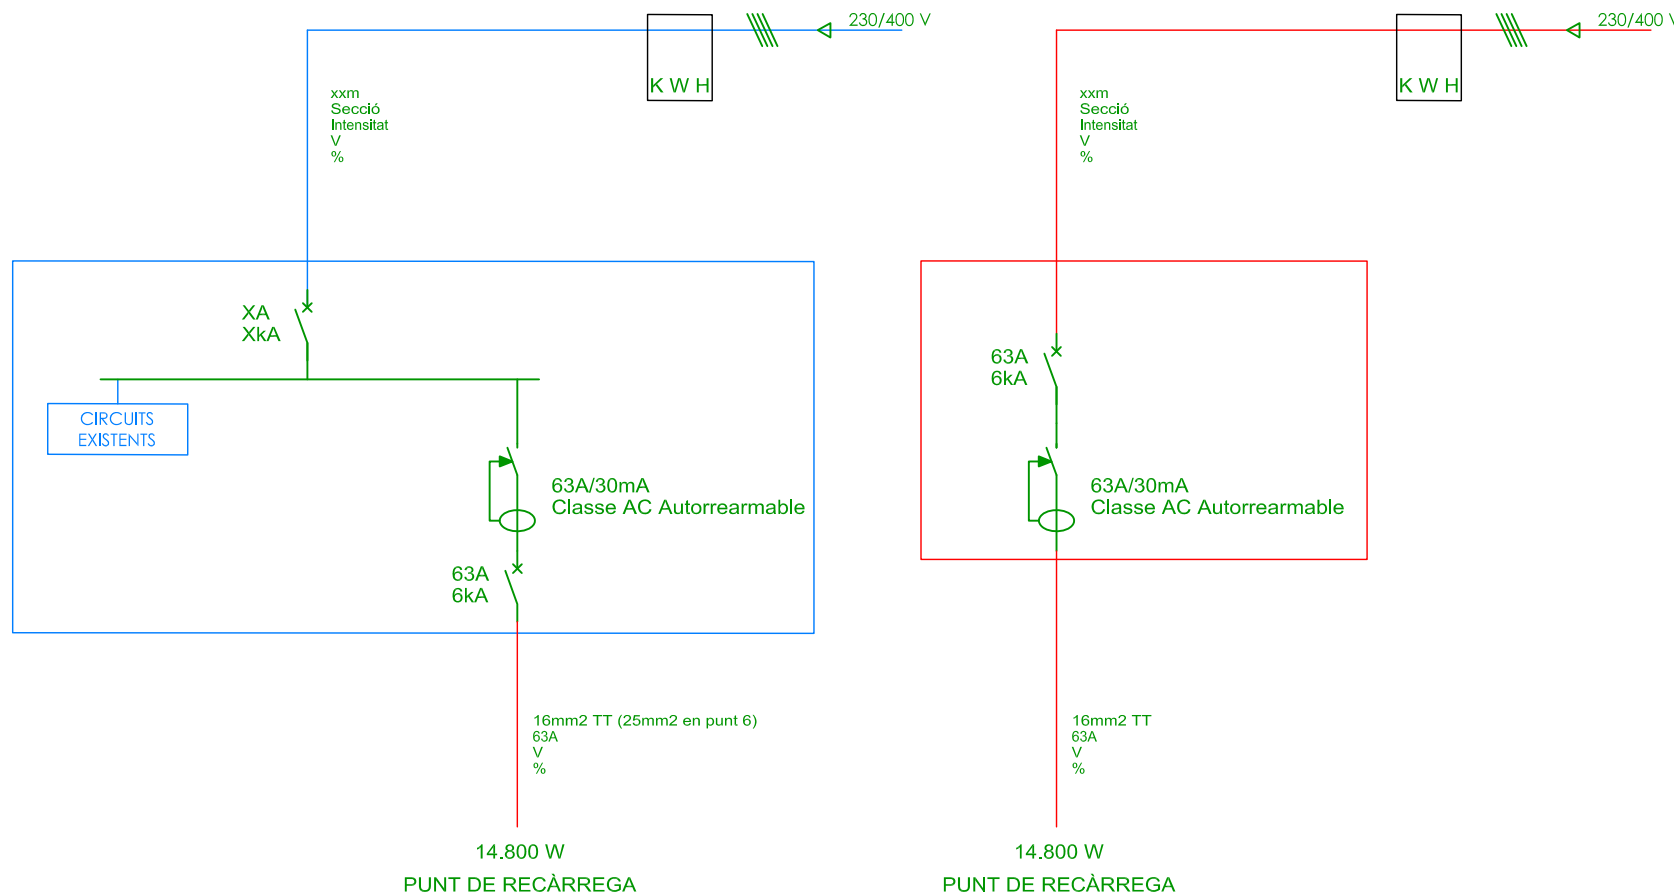 230/400 V
K W H
xxm
Secció
Intensitat
V
%
XA
XkA
CIRCUITS
EXISTENTS
63A/30mA
Classe AC Autorrearmable
63A
6kA
16mm2 TT (25mm2 en punt 6)
63A
V
%
14.800 W
PUNT DE RECÀRREGA
230/400 V
K W H
xxm
Secció
Intensitat
V
%
63A
6kA
63A/30mA
Classe AC Autorrearmable
16mm2 TT
63A
V
%
14.800 W
PUNT DE RECÀRREGA